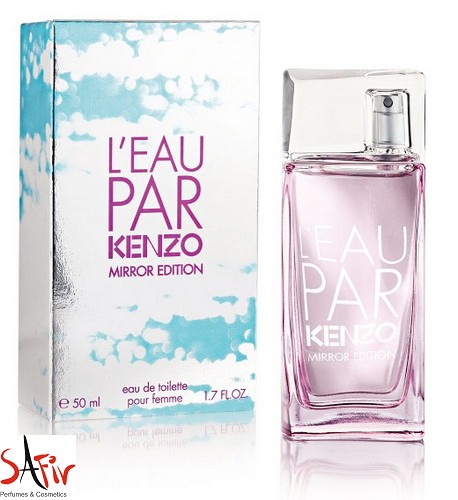 L'EAU
PAR
KENZO
MIRROR EDITION
eau de toilette
pour femme
℮ 50 ml
1.7 FL.OZ.
L'EAU
PAR
KENZO
MIRROR EDITION
SAfir
Perfumes & Cosmetics